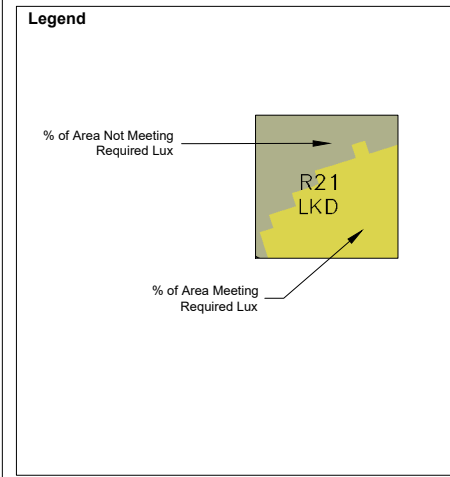 Legend
% of Area Not Meeting
Required Lux
R21
LKD
% of Area Meeting
Required Lux